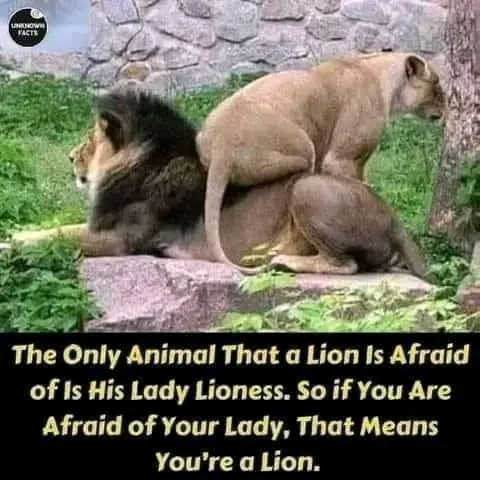 UNKNOWN
FACTS
The Only Animal That a Lion Is Afraid
of Is His Lady Lioness. So if You Are
Afraid of Your Lady, That Means
You're a Lion.